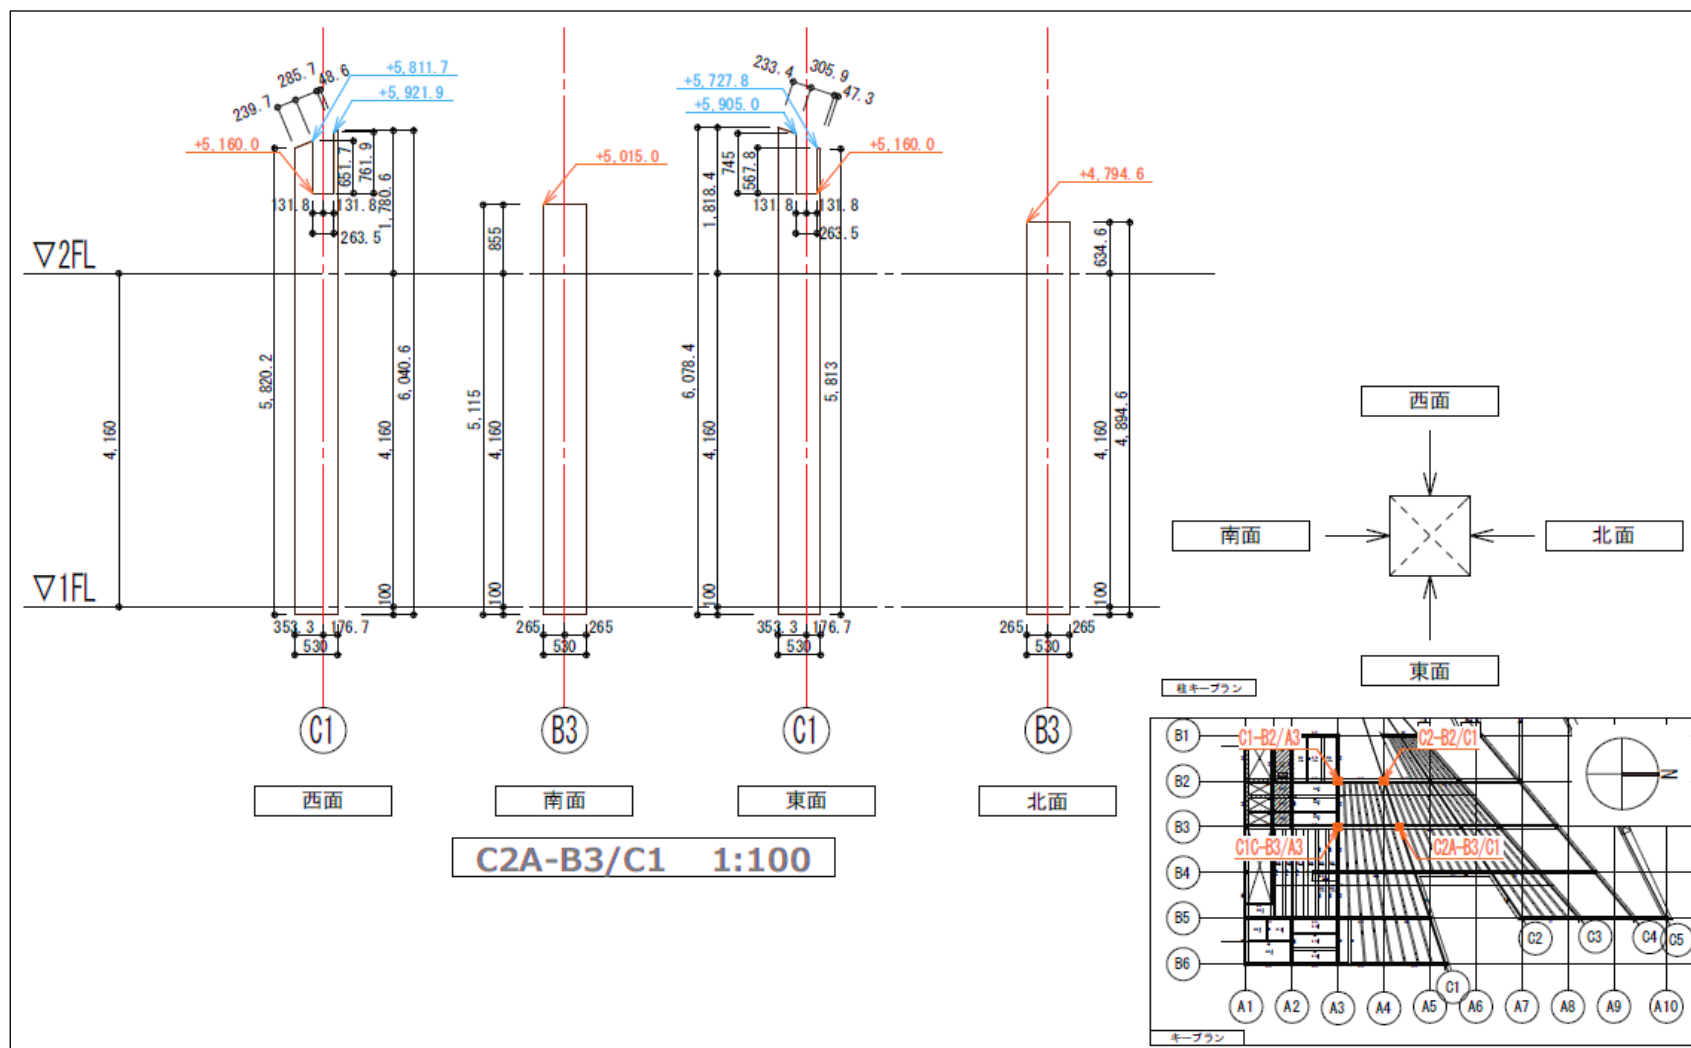 285.7
48.6
239.7
+5,811.7
+5,921.9
+5,160.0
651.7
761.9
1,780.6
131.8
131.8
263.5
5,820.2
4,160
6,040.6
100
353.3
176.7
530
+5,015.0
855
5,115
4,160
100
265
265
530
233.4
305.9
47.3
+5,727.8
+5,905.0
+5,160.0
745
567.8
1,818.4
131.8
131.8
263.5
6,078.4
4,160
5,813
100
353.3
176.7
530
+4,794.6
634.6
4,160
4,894.6
100
265
265
530
▽2FL
4,160
▽1FL
C1
B3
C1
B3
西面
南面
東面
北面
C2A-B3/C1 1:100
西面
南面
北面
東面
柱キープラン
B1
B2
B3
B4
B5
B6
C1-B2/A3
C2-B2/C1
C1C-B3/A3
C2A-B3/C1
N
C2
C3
C4
C5
C1
A1
A2
A3
A4
A5
A6
A7
A8
A9
A10
キープラン